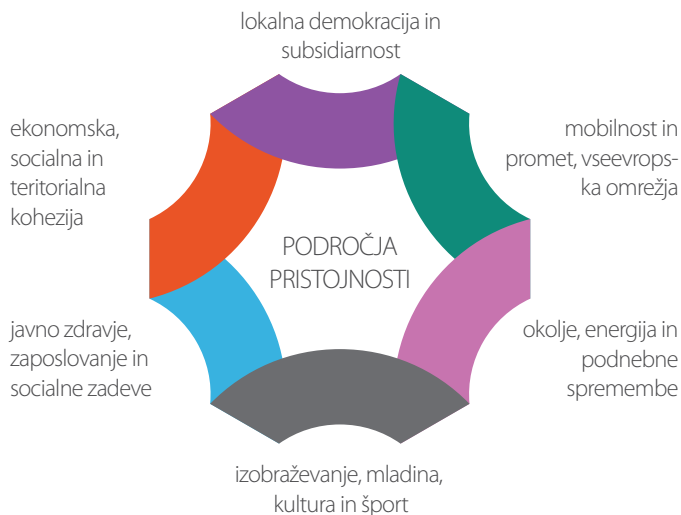 lokalna demokracija in
subsidiarnost
ekonomska,
socialna in
teritorialna
kohezija
mobilnost in
promet, vseevrops-
ka omrežja
PODROČJA
PRISTOJNOSTI
javno zdravje,
zaposlovanje in
socialne zadeve
okolje, energija in
podnebne
spremembe
izobraževanje, mladina,
kultura in šport